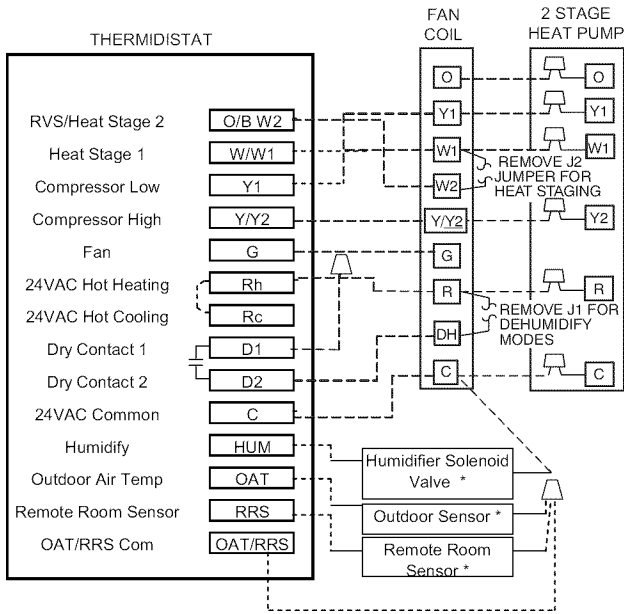 THERMIDISTAT
FAN
COIL
2 STAGE
HEAT PUMP
RVS/Heat Stage 2 O/B W2
Heat Stage 1 W/W1
Compressor Low Y1
Compressor High Y/Y2
Fan G
24VAC Hot Heating Rh
24VAC Hot Cooling Rc
Dry Contact 1 D1
Dry Contact 2 D2
24VAC Common C
Humidify HUM
Outdoor Air Temp OAT
Remote Room Sensor RRS
OAT/RRS Com OAT/RRS
O
Y1
W1
W2
Y/Y2
G
R
DH
C
REMOVE J2
JUMPER FOR
HEAT STAGING
REMOVE J1 FOR
DEHUMIDIFY
MODES
O
Y1
W1
Y2
R
C
Humidifier Solenoid
Valve *
Outdoor Sensor *
Remote Room
Sensor *